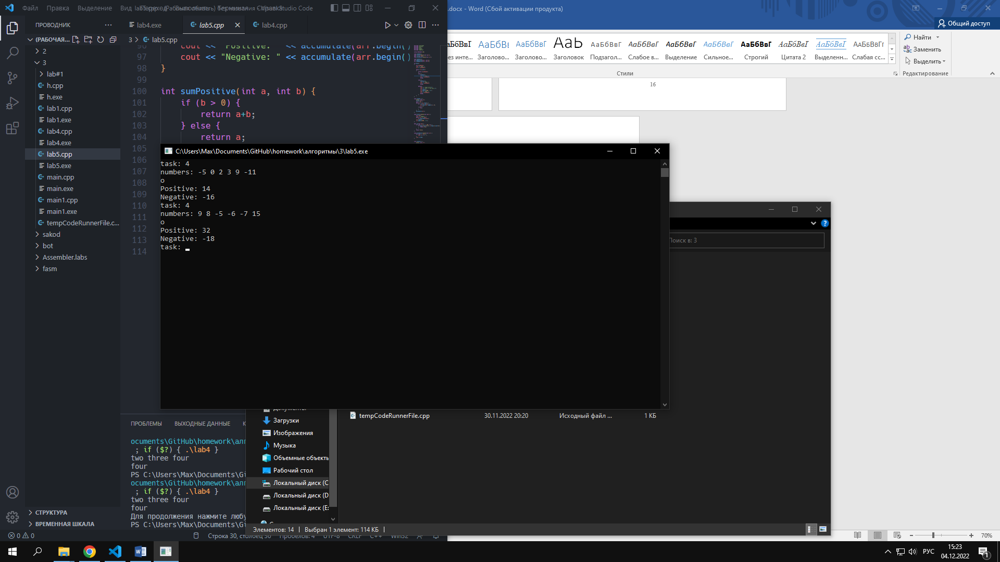 Файл Правка Выделение Вид
ПРОВОДНИК
lab4.exe
lab5.cpp
lab4.cpp
(РАБОЧАЯ...
3 > lab5.cpp
2
3
lab#1
h.cpp
h.exe
lab1.cpp
lab1.exe
lab4.cpp
lab4.exe
lab5.cpp
lab5.exe
main.cpp
main.exe
main1.cpp
main1.exe
tempCodeRunnerFile.c...
sakod
bot
Assembler.labs
fasm
СТРУКТУРА
ВРЕМЕННАЯ ШКАЛА
96 cout << "Positive: " << accumulate(arr.begin()
97 cout << "Negative: " << accumulate(arr.begin()
98 }
99
100 int sumPositive(int a, int b) {
101 if (b > 0) {
102 return a+b;
103 } else {
104 return a;
105
106
107
108
109
110
111
112
113
114
C:\Users\Max\Documents\GitHub\homework\алгоритмы\3\lab5.exe
task: 4
numbers: -5 0 2 3 9 -11
o
Positive: 14
Negative: -16
task: 4
numbers: 9 8 -5 -6 -7 15
o
Positive: 32
Negative: -18
task:
ПРОБЛЕМЫ ВЫХОДНЫЕ ДАННЫЕ
ocuments\GitHub\homework\алг
; if ($?) { .\lab4 }
two three four
four
PS C:\Users\Max\Documents\Gi
ocuments\GitHub\homework\алг
; if ($?) { .\lab4 }
two three four
four
Для продолжения нажмите любу
PS C:\Users\Max\Documents\Gi
0 0
Строка 30, столбец 30 Пробелов: 4 UTF-8 CRLF C++ Win32
.docx - Word (Сбой активации продукта)
Общий доступ
АаБбВвГ АаБбВ АаБбВвГ АаБ АаБбВвГ АаБбВвГ АаБбВвГ АаБбВвГ АаБбВвГ АаБбВвГ АаБбВвГ АаБбВвГ
ез инте... Заголово... Заголово... Заголовок Подзагол... Слабое в... Выделение Сильное... Строгий Цитата 2 Выделенн... Слабая сс...
Стили
Найти
Заменить
Выделить
Редактирование
16
70%
Поиск в: 3
Документы
Загрузки
Изображения
Музыка
Объемные объекты
Рабочий стол
Локальный диск (C
Локальный диск (D
Локальный диск (E:
tempCodeRunnerFile.cpp 30.11.2022 20:20 Исходный файл ... 1 КБ
Элементов: 14 Выбран 1 элемент: 114 КБ
РУС
15:23
04.12.2022
1